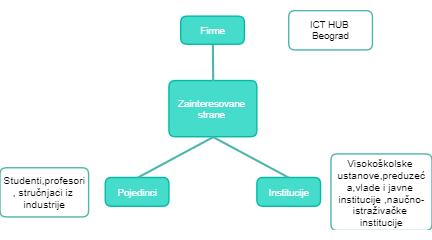 Firme
ICT HUB
Beograd
Zainteresovane
strane
Studenti,profesori
, stručnjaci iz
industrije
Pojedinci
Institucije
Visokoškolske
ustanove,preduzeć
a,vlade i javne
institucije ,naučno-
istraživačke
institucije